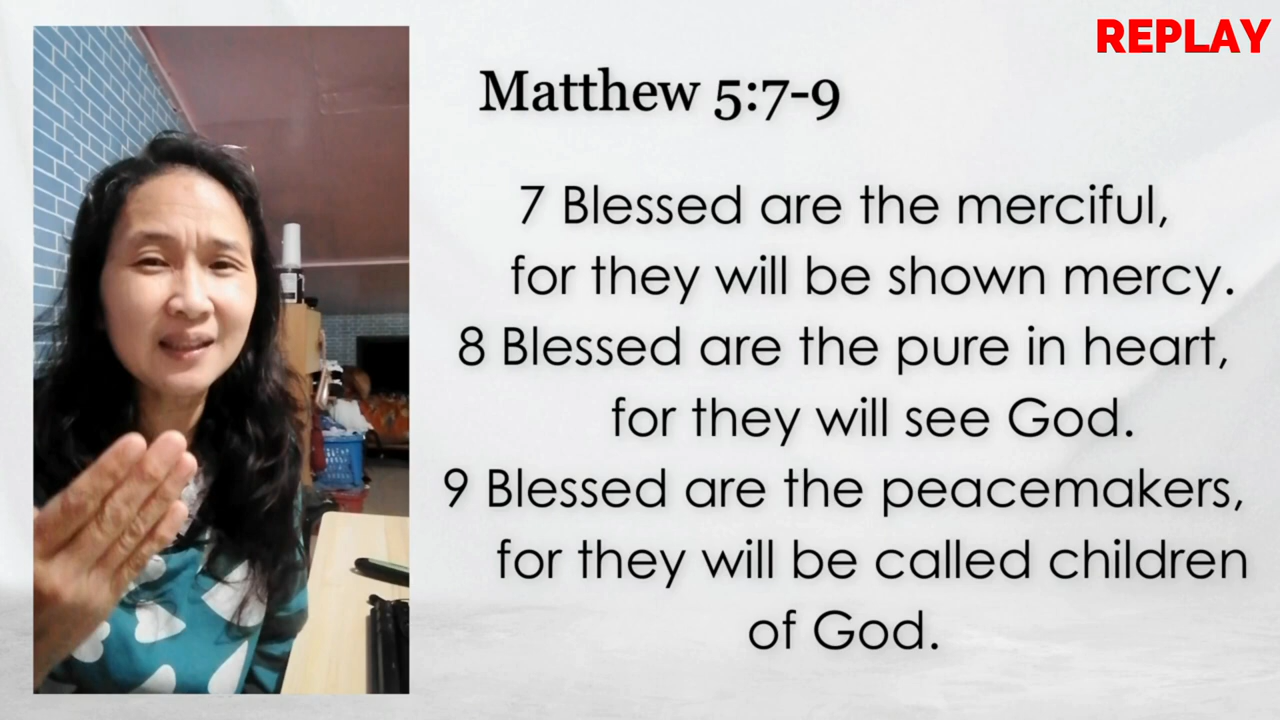 REPLAY
Matthew 5:7-9
7 Blessed are the merciful,
for they will be shown mercy.
8 Blessed are the pure in heart,
for they will see God.
9 Blessed are the peacemakers,
for they will be called children
of God.